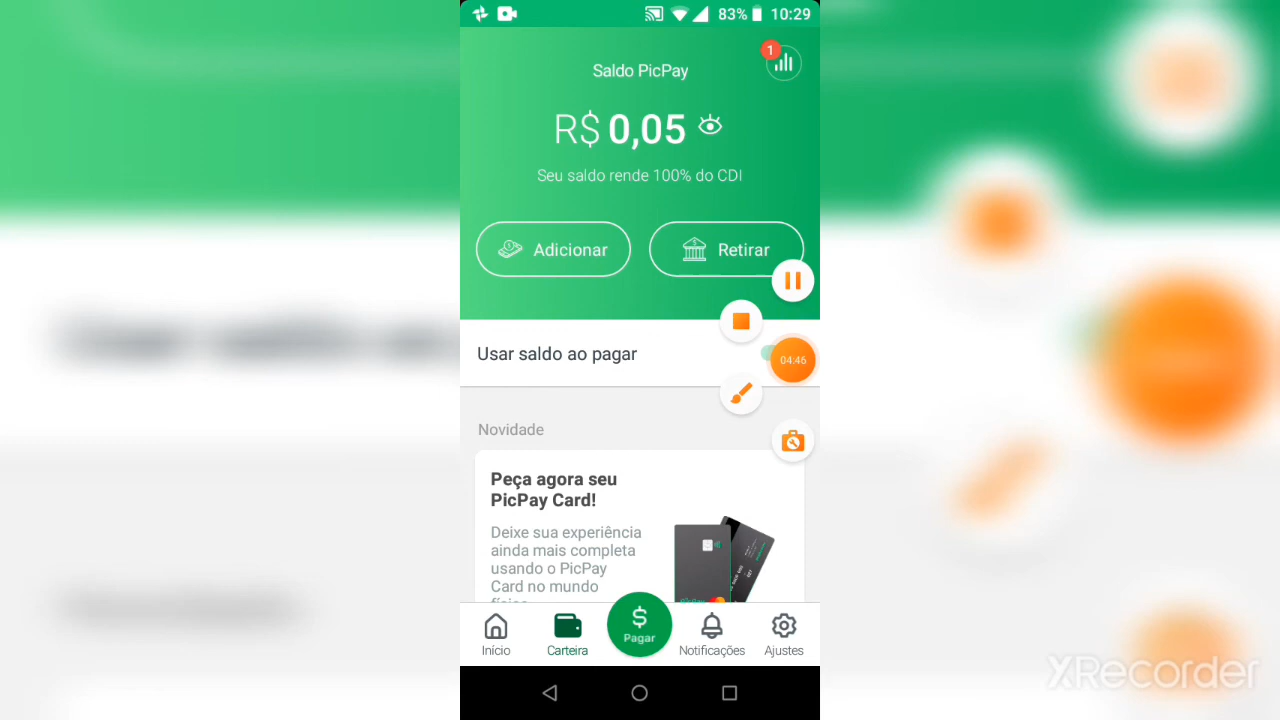 83% 10:29
1
Saldo PicPay
R$ 0,05
Seu saldo rende 100% do CDI
Adicionar Retirar
Usar saldo ao pagar
04:46
Novidade
Peça agora seu
PicPay Card!
Deixe sua experiência
ainda mais completa
usando o PicPay
Card no mundo
$
Pagar
Início Carteira Notificações Ajustes
XRecorder